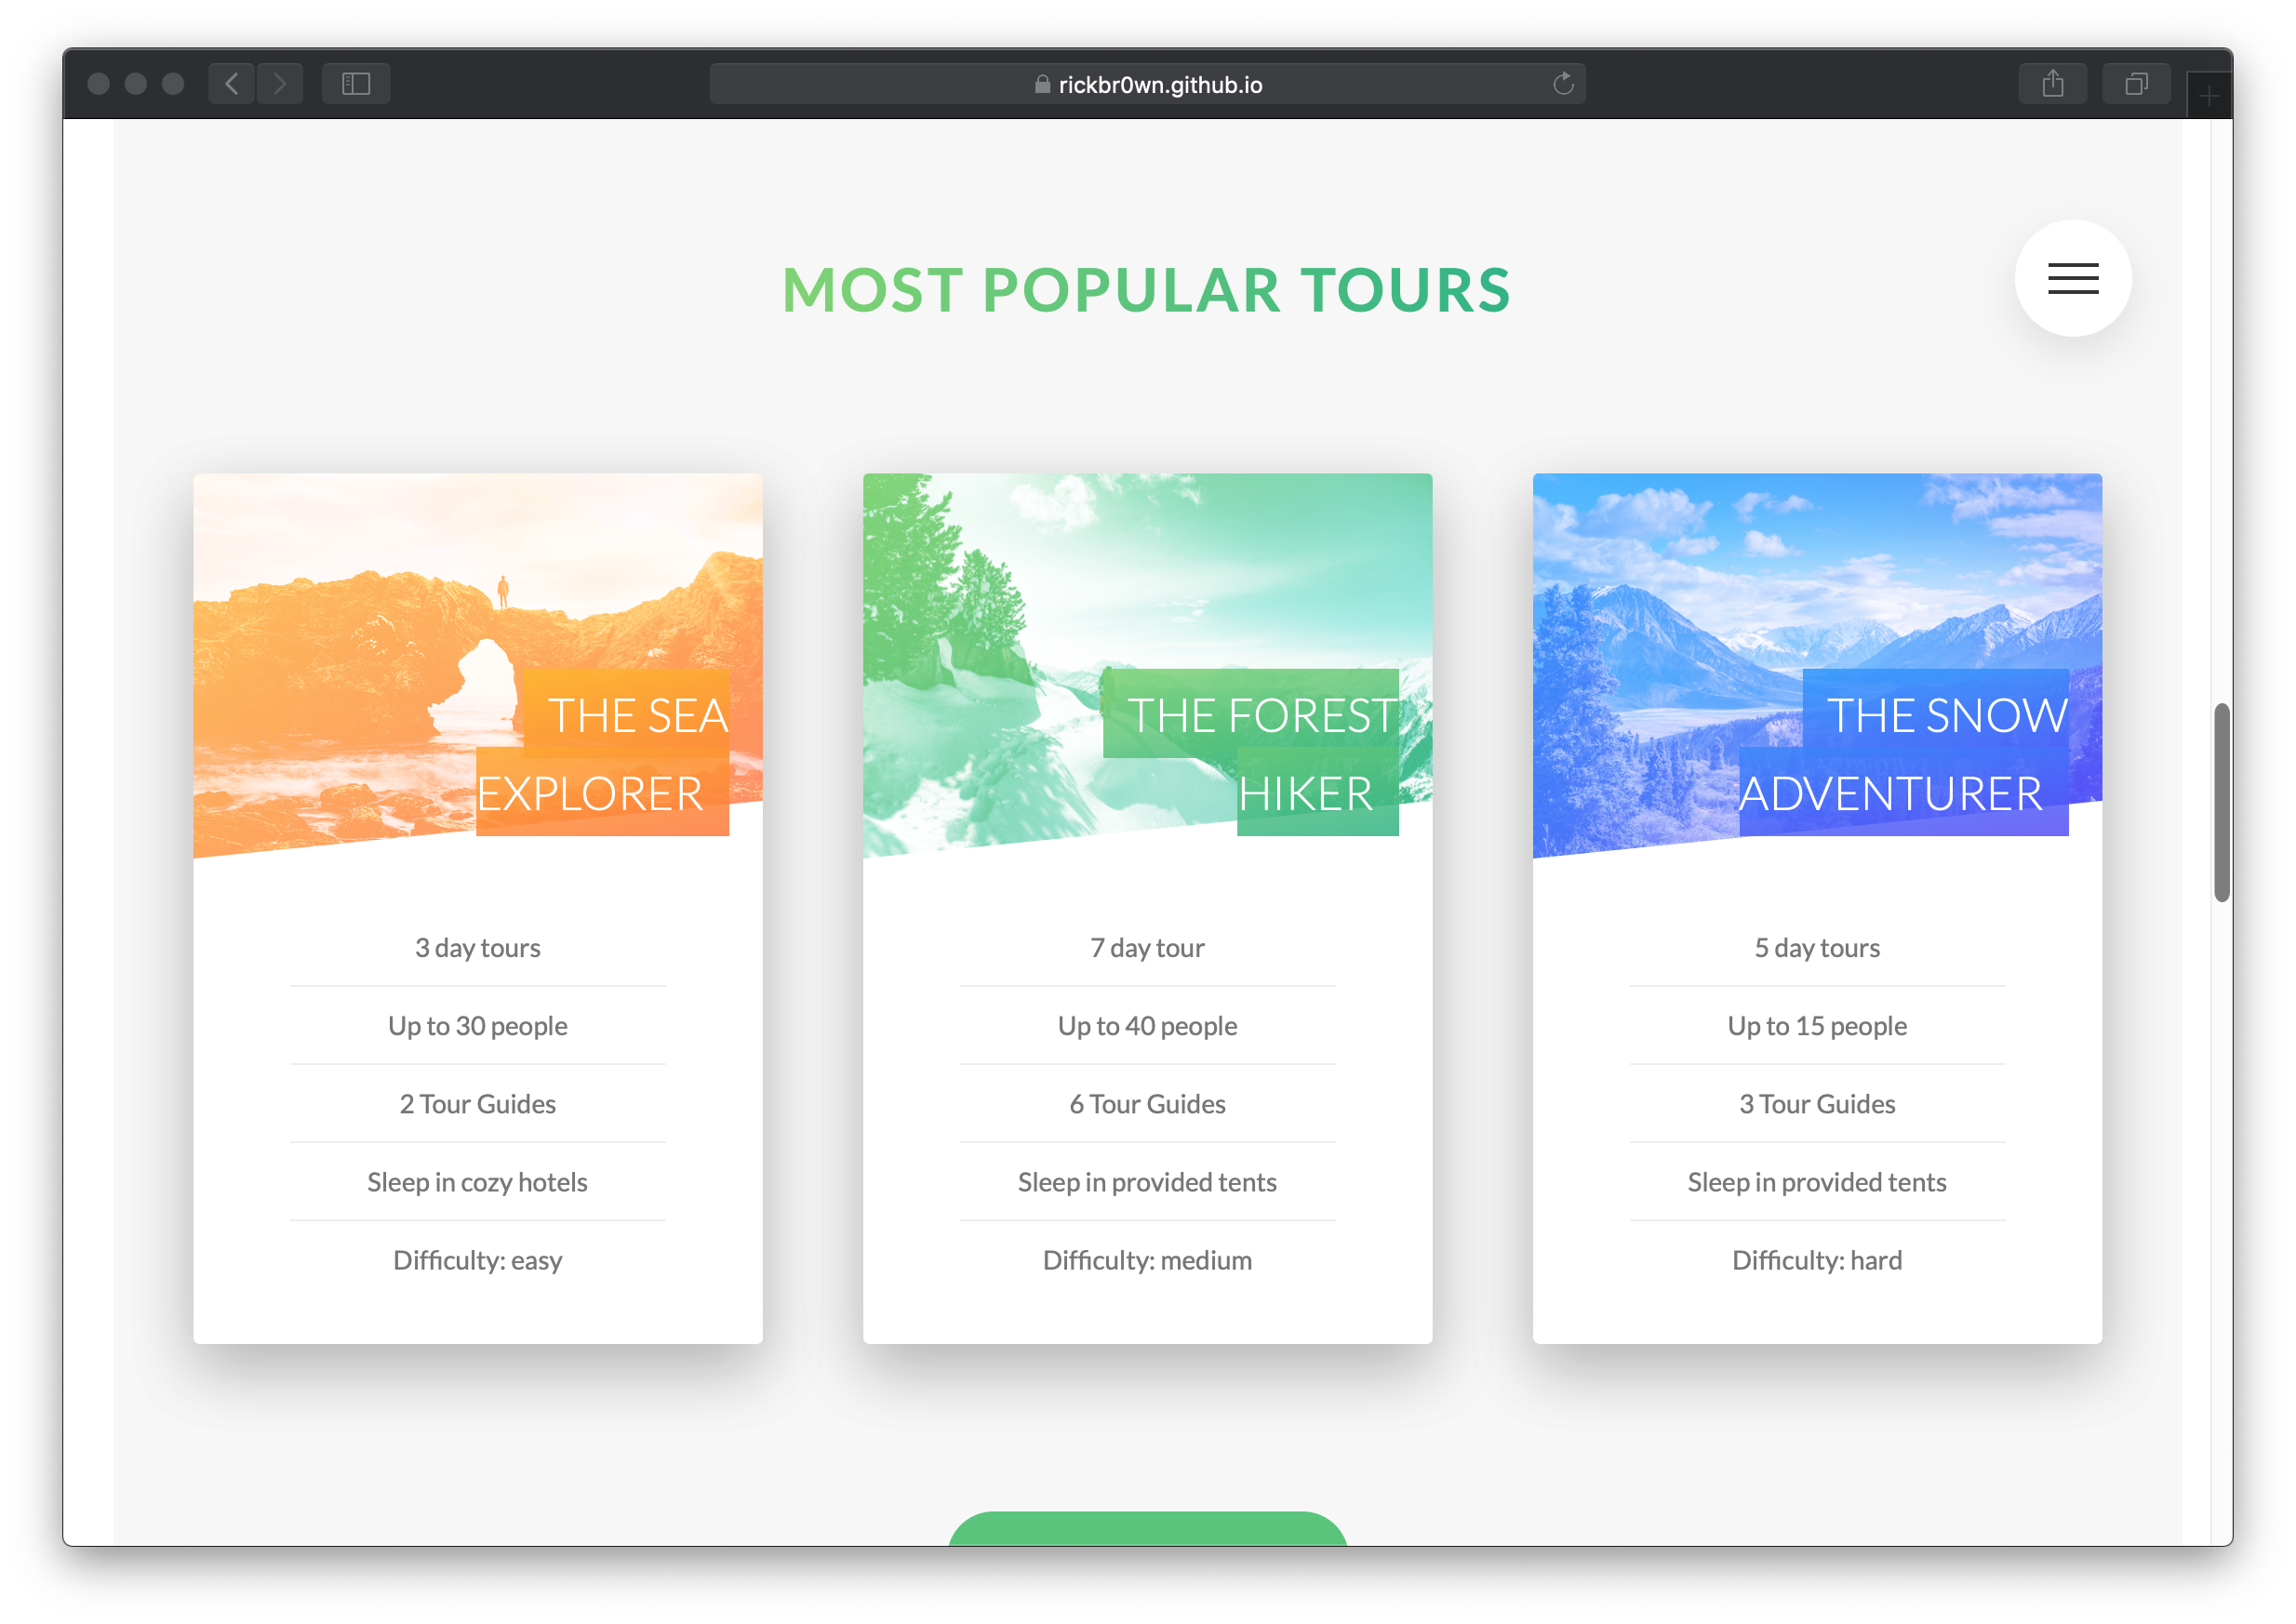 rickbr0wn.github.io
MOST POPULAR TOURS
THE SEA
EXPLORER
3 day tours
Up to 30 people
2 Tour Guides
Sleep in cozy hotels
Difficulty: easy
THE FOREST
HIKER
7 day tour
Up to 40 people
6 Tour Guides
Sleep in provided tents
Difficulty: medium
THE SNOW
ADVENTURER
5 day tours
Up to 15 people
3 Tour Guides
Sleep in provided tents
Difficulty: hard